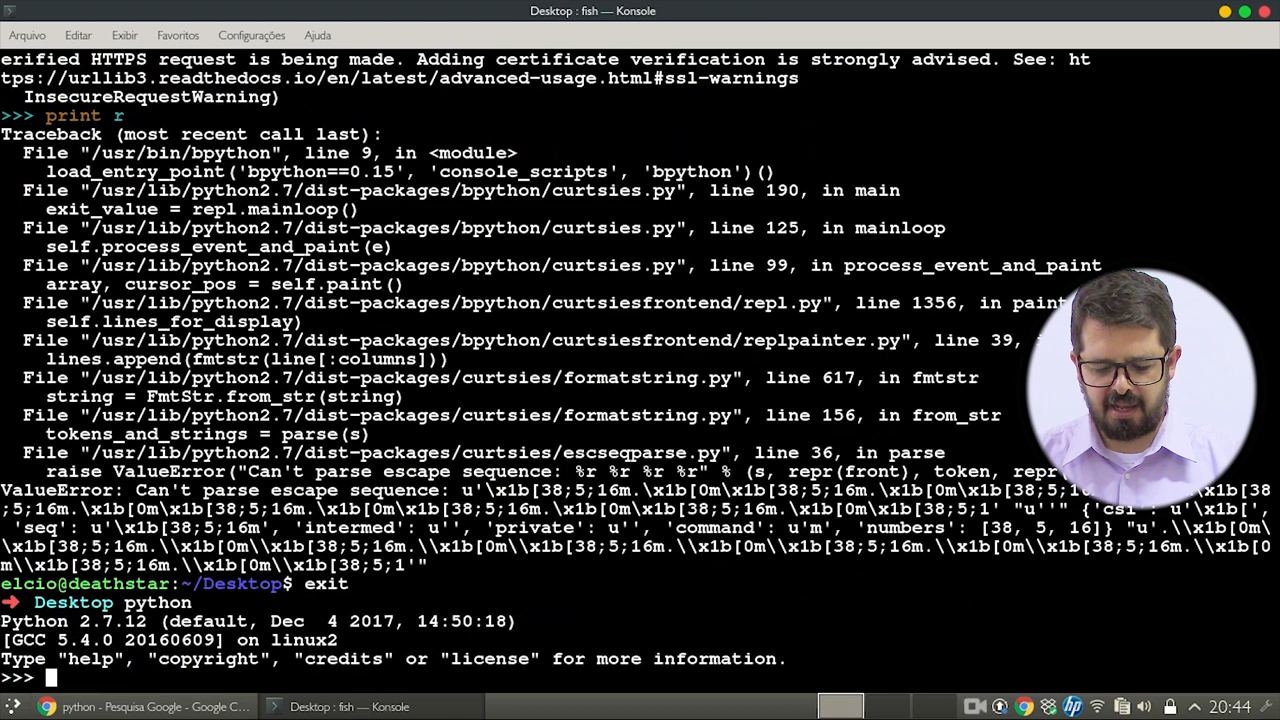 Desktop : fish — Konsole
Arquivo Editar Exibir Favoritos Configurações Ajuda
erified HTTPS request is being made. Adding certificate verification is strongly advised. See: ht
tps://urllib3.readthedocs.io/en/latest/advanced-usage.html#ssl-warnings
  InsecureRequestWarning)
>>> print r
Traceback (most recent call last):
  File "/usr/bin/bpython", line 9, in <module>
    load_entry_point('bpython==0.15', 'console_scripts', 'bpython')()
  File "/usr/lib/python2.7/dist-packages/bpython/curtsies.py", line 190, in main
    exit_value = repl.mainloop()
  File "/usr/lib/python2.7/dist-packages/bpython/curtsies.py", line 125, in mainloop
    self.process_event_and_paint(e)
  File "/usr/lib/python2.7/dist-packages/bpython/curtsies.py", line 99, in process_event_and_paint
    array, cursor_pos = self.paint()
  File "/usr/lib/python2.7/dist-packages/bpython/curtsiesfrontend/repl.py", line 1356, in paint
    self.lines_for_display)
  File "/usr/lib/python2.7/dist-packages/bpython/curtsiesfrontend/replpainter.py", line 39,
    lines.append(fmtstr(line[:columns]))
  File "/usr/lib/python2.7/dist-packages/curtsies/formatstring.py", line 617, in fmtstr
    string = FmtStr.from_str(string)
  File "/usr/lib/python2.7/dist-packages/curtsies/formatstring.py", line 156, in from_str
    tokens_and_strings = parse(s)
  File "/usr/lib/python2.7/dist-packages/curtsies/escseqparse.py", line 36, in parse
    raise ValueError("Can't parse escape sequence: %r %r %r %r" % (s, repr(front), token, repr
ValueError: Can't parse escape sequence: u'\x1b[38;5;16m.\x1b[0m\x1b[38;5;16m.\x1b[0m\x1b[38;5;16 \x1b[38
;5;16m.\x1b[0m\x1b[38;5;16m.\x1b[0m\x1b[38;5;16m.\x1b[0m\x1b[38;5;1' "u''" {'csi': u'\x1b[',
 'seq': u'\x1b[38;5;16m', 'intermed': u'', 'private': u'', 'command': u'm', 'numbers': [38, 5, 16]} "u'.\\x1b[0m\
\x1b[38;5;16m.\\x1b[0m\\x1b[38;5;16m.\\x1b[0m\\x1b[38;5;16m.\\x1b[0m\\x1b[38;5;16m.\\x1b[0
m\\x1b[38;5;16m.\\x1b[0m\\x1b[38;5;1'"
elcio@deathstar:~/Desktop$ exit
➜ Desktop python
Python 2.7.12 (default, Dec  4 2017, 14:50:18)
[GCC 5.4.0 20160609] on linux2
Type "help", "copyright", "credits" or "license" for more information.
>>>
python - Pesquisa Google - Google C... Desktop : fish — Konsole 20:44